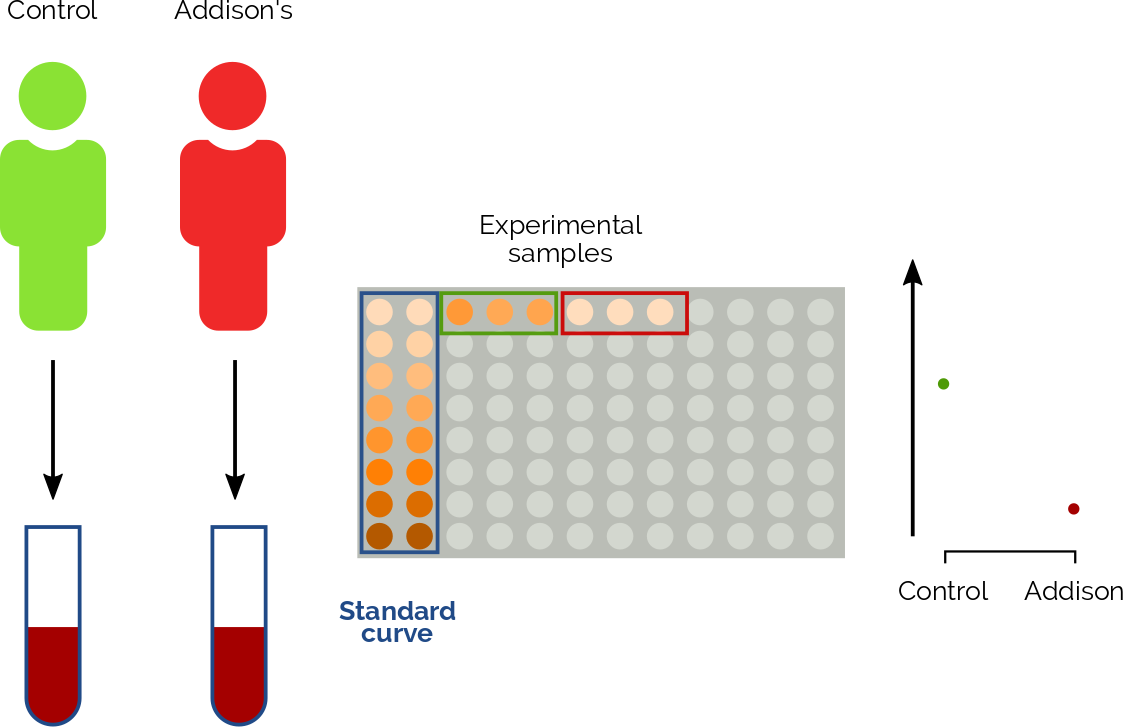 Control
Addison's
Experimental
samples
Standard
curve
Control
Addison